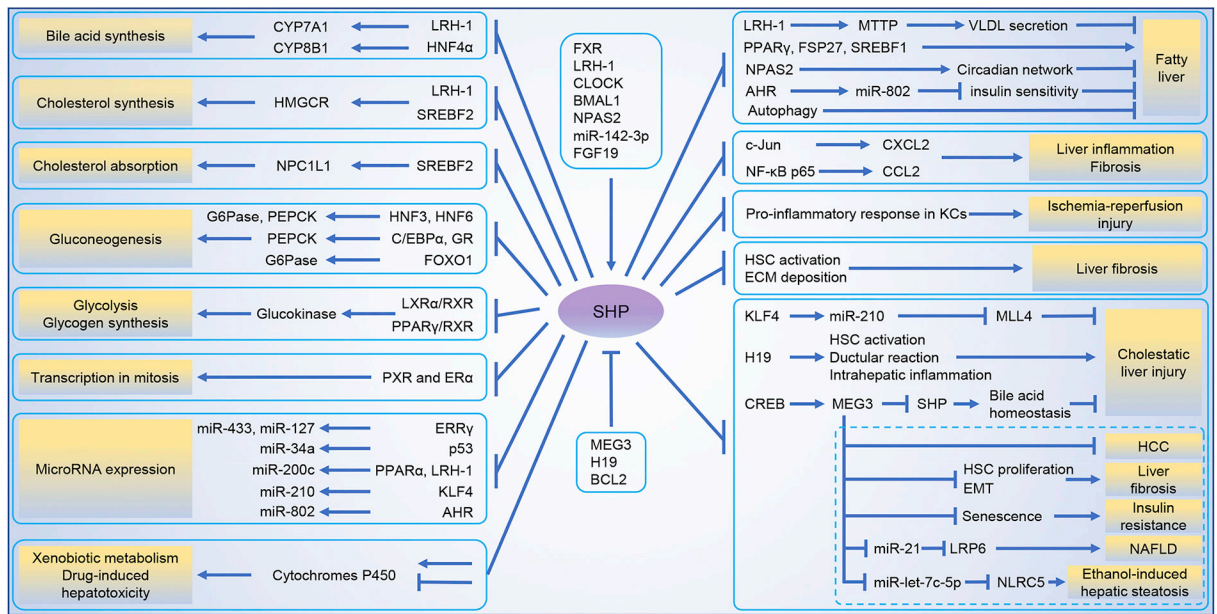 Bile acid synthesis
CYP7A1
LRH-1
CYP8B1
HNF4α
Cholesterol synthesis
HMGCR
LRH-1
SREBF2
Cholesterol absorption
NPC1L1
SREBF2
Gluconeogenesis
G6Pase, PEPCK
HNF3, HNF6
PEPCK
C/EBPα, GR
G6Pase
FOXO1
Glycolysis
Glycogen synthesis
Glucokinase
LXRα/RXR
PPARγ/RXR
Transcription in mitosis
PXR and ERα
MicroRNA expression
miR-433, miR-127
ERRγ
miR-34a
p53
miR-200c
PPARα, LRH-1
miR-210
KLF4
miR-802
AHR
Xenobiotic metabolism
Drug-induced
hepatotoxicity
Cytochromes P450
FXR
LRH-1
CLOCK
BMAL1
NPAS2
miR-142-3p
FGF19
SHP
MEG3
H19
BCL2
LRH-1
MTTP
VLDL secretion
PPARγ, FSP27, SREBF1
NPAS2
Circadian network
AHR
miR-802
insulin sensitivity
Autophagy
Fatty
liver
c-Jun
CXCL2
NF-κB p65
CCL2
Liver inflammation
Fibrosis
Pro-inflammatory response in KCs
Ischemia-reperfusion
injury
HSC activation
ECM deposition
Liver fibrosis
KLF4
miR-210
MLL4
H19
HSC activation
Ductular reaction
Intrahepatic inflammation
CREB
MEG3
SHP
Bile acid
homeostasis
Cholestatic
liver injury
HCC
HSC proliferation
EMT
Liver
fibrosis
Senescence
Insulin
resistance
miR-21
LRP6
NAFLD
miR-let-7c-5p
NLRC5
Ethanol-induced
hepatic steatosis